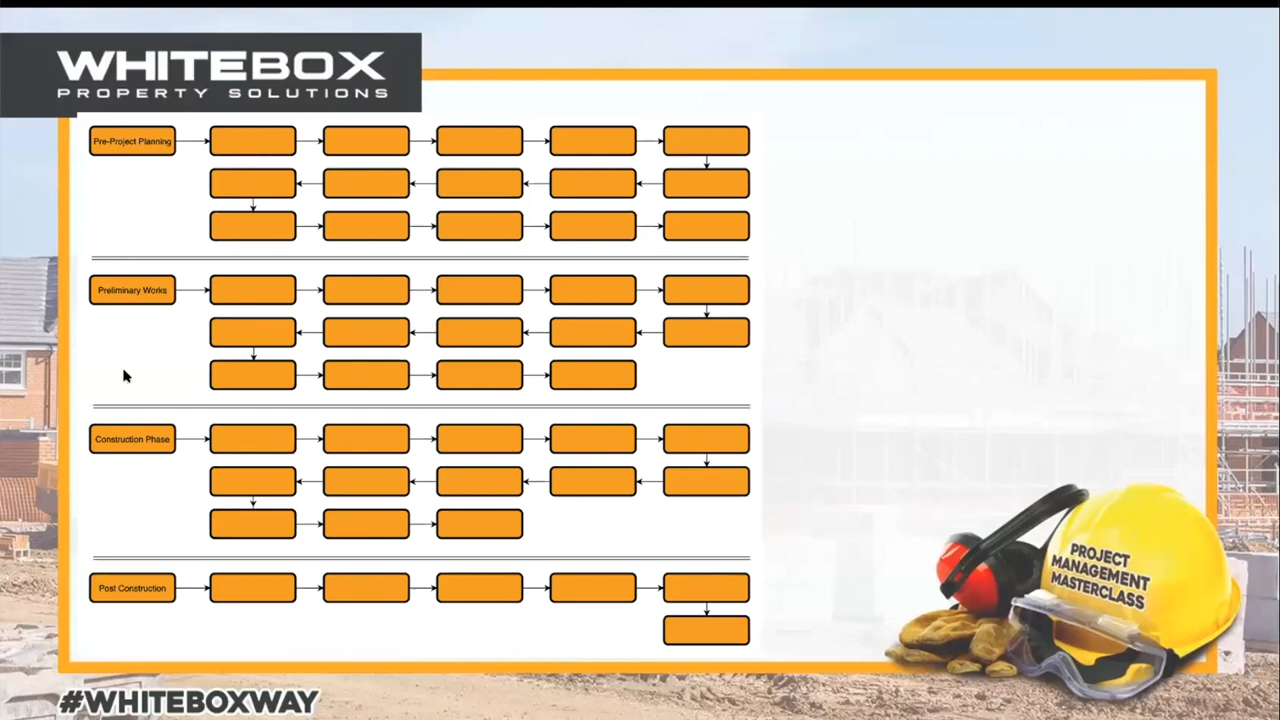 WHITEBOX
PROPERTY SOLUTIONS
Pre-Project Planning
Preliminary Works
Construction Phase
Post Construction
PROJECT
MANAGEMENT
MASTERCLASS
#WHITEBOXWAY